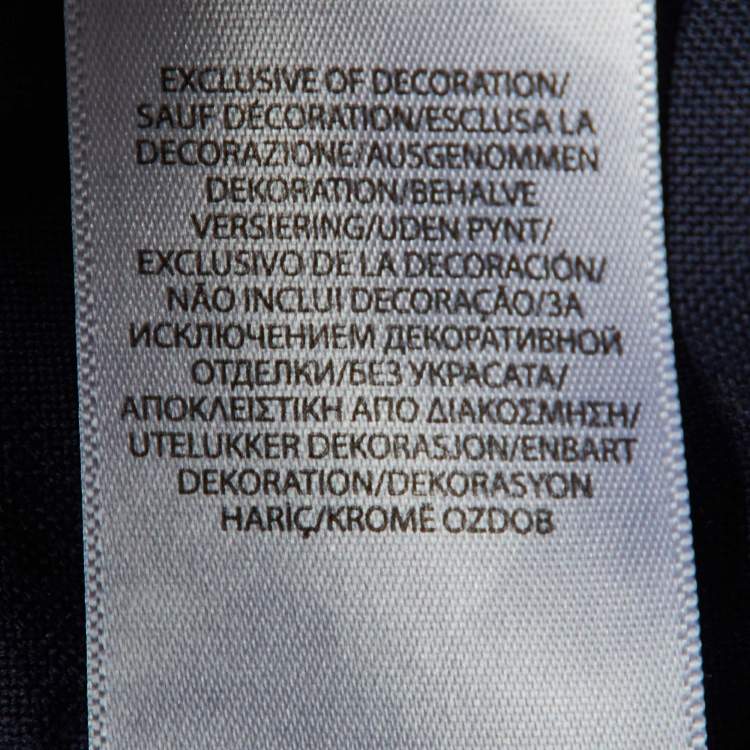 EXCLUSIVE OF DECORATION/
SAUF DÉCORATION/ESCLUSA LA
DECORAZIONE/AUSGENOMMEN
DEKORATION/BEHALVE
VERSIERING/UDEN PYNT/
EXCLUSIVO DE LA DECORACIÓN/
NÃO INCLUI DECORAÇÃO/ЗА
ИСКЛЮЧЕНИЕМ ДЕКОРАТИВНОЙ
ОТДЕЛКИ/БЕЗ УКРАСАТА/
ΑΠΟΚΛΕΙΣΤΙΚΗ ΑΠΟ ΔΙΑΚΟΣΜΗΣΗ/
UTELUKKER DEKORASJON/ENBART
DEKORATION/DEKORASYON
HARİÇ/KROMĚ OZDOB